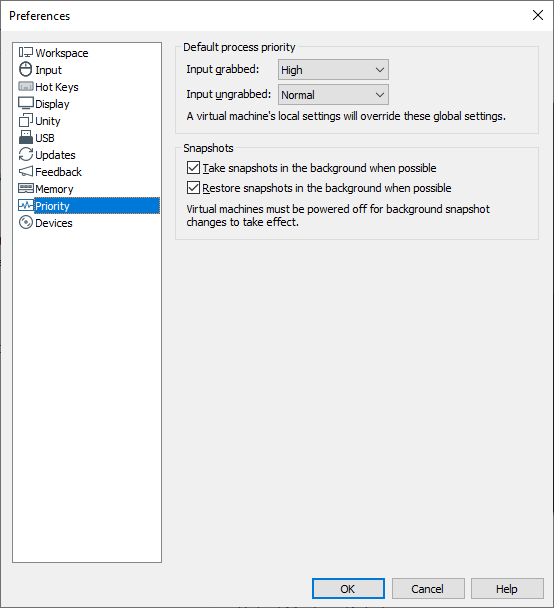 Preferences
Workspace
Input
Hot Keys
Display
Unity
USB
Updates
Feedback
Memory
Priority
Devices
Default process priority
Input grabbed: High
Input ungrabbed: Normal
A virtual machine's local settings will override these global settings.
Snapshots
Take snapshots in the background when possible
Restore snapshots in the background when possible
Virtual machines must be powered off for background snapshot
changes to take effect.
OK Cancel Help